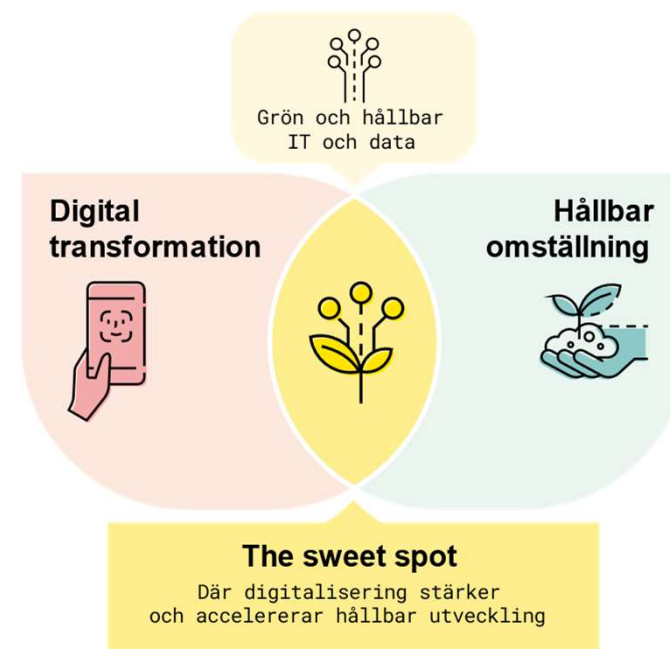 Grön och hållbar
IT och data
Digital
transformation
Hållbar
omställning
The sweet spot
Där digitalisering stärker
och accelererar hållbar utveckling